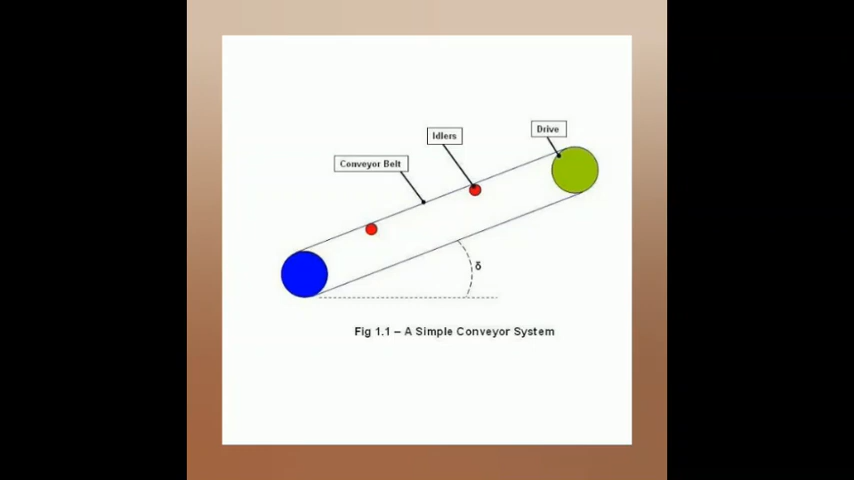 Drive
Idlers
Conveyor Belt
δ
Fig 1.1 – A Simple Conveyor System